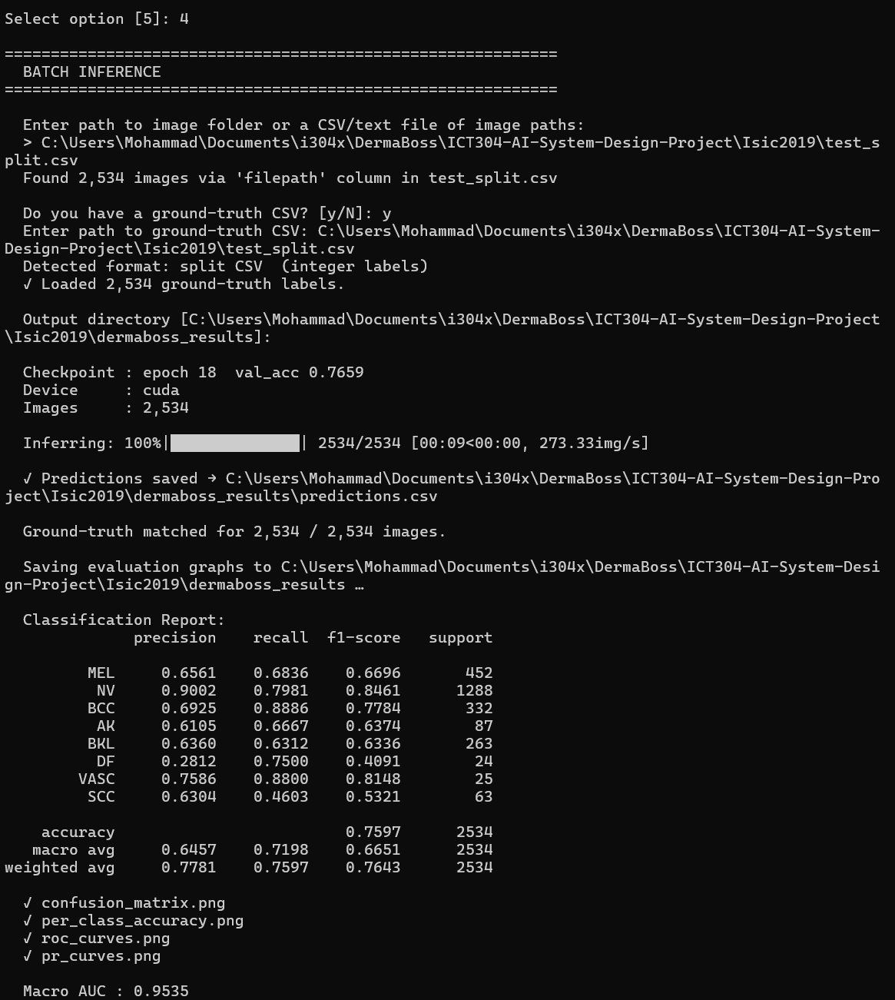 Select option [5]: 4
============================================================
  BATCH INFERENCE
============================================================
  Enter path to image folder or a CSV/text file of image paths:
  > C:\Users\Mohammad\Documents\i304x\DermaBoss\ICT304-AI-System-Design-Project\Isic2019\test_s
plit.csv
  Found 2,534 images via 'filepath' column in test_split.csv
  Do you have a ground-truth CSV? [y/N]: y
  Enter path to ground-truth CSV: C:\Users\Mohammad\Documents\i304x\DermaBoss\ICT304-AI-System-
Design-Project\Isic2019\test_split.csv
  Detected format: split CSV  (integer labels)
  √ Loaded 2,534 ground-truth labels.
  Output directory [C:\Users\Mohammad\Documents\i304x\DermaBoss\ICT304-AI-System-Design-Project
\Isic2019\dermaboss_results]:
  Checkpoint : epoch 18  val_acc 0.7659
  Device     : cuda
  Images     : 2,534
  Inferring: 100%|██████████████| 2534/2534 [00:09<00:00, 273.33img/s]
  √ Predictions saved → C:\Users\Mohammad\Documents\i304x\DermaBoss\ICT304-AI-System-Design-Pro
ject\Isic2019\dermaboss_results\predictions.csv
  Ground-truth matched for 2,534 / 2,534 images.
  Saving evaluation graphs to C:\Users\Mohammad\Documents\i304x\DermaBoss\ICT304-AI-System-Desi
gn-Project\Isic2019\dermaboss_results …
  Classification Report:
              precision    recall  f1-score   support
         MEL     0.6561    0.6836    0.6696       452
          NV     0.9002    0.7981    0.8461      1288
         BCC     0.6925    0.8886    0.7784       332
          AK     0.6105    0.6667    0.6374        87
         BKL     0.6360    0.6312    0.6336       263
          DF     0.2812    0.7500    0.4091        24
        VASC     0.7586    0.8800    0.8148        25
         SCC     0.6304    0.4603    0.5321        63
    accuracy                         0.7597      2534
   macro avg     0.6457    0.7198    0.6651      2534
weighted avg     0.7781    0.7597    0.7643      2534
  √ confusion_matrix.png
  √ per_class_accuracy.png
  √ roc_curves.png
  √ pr_curves.png
  Macro AUC : 0.9535